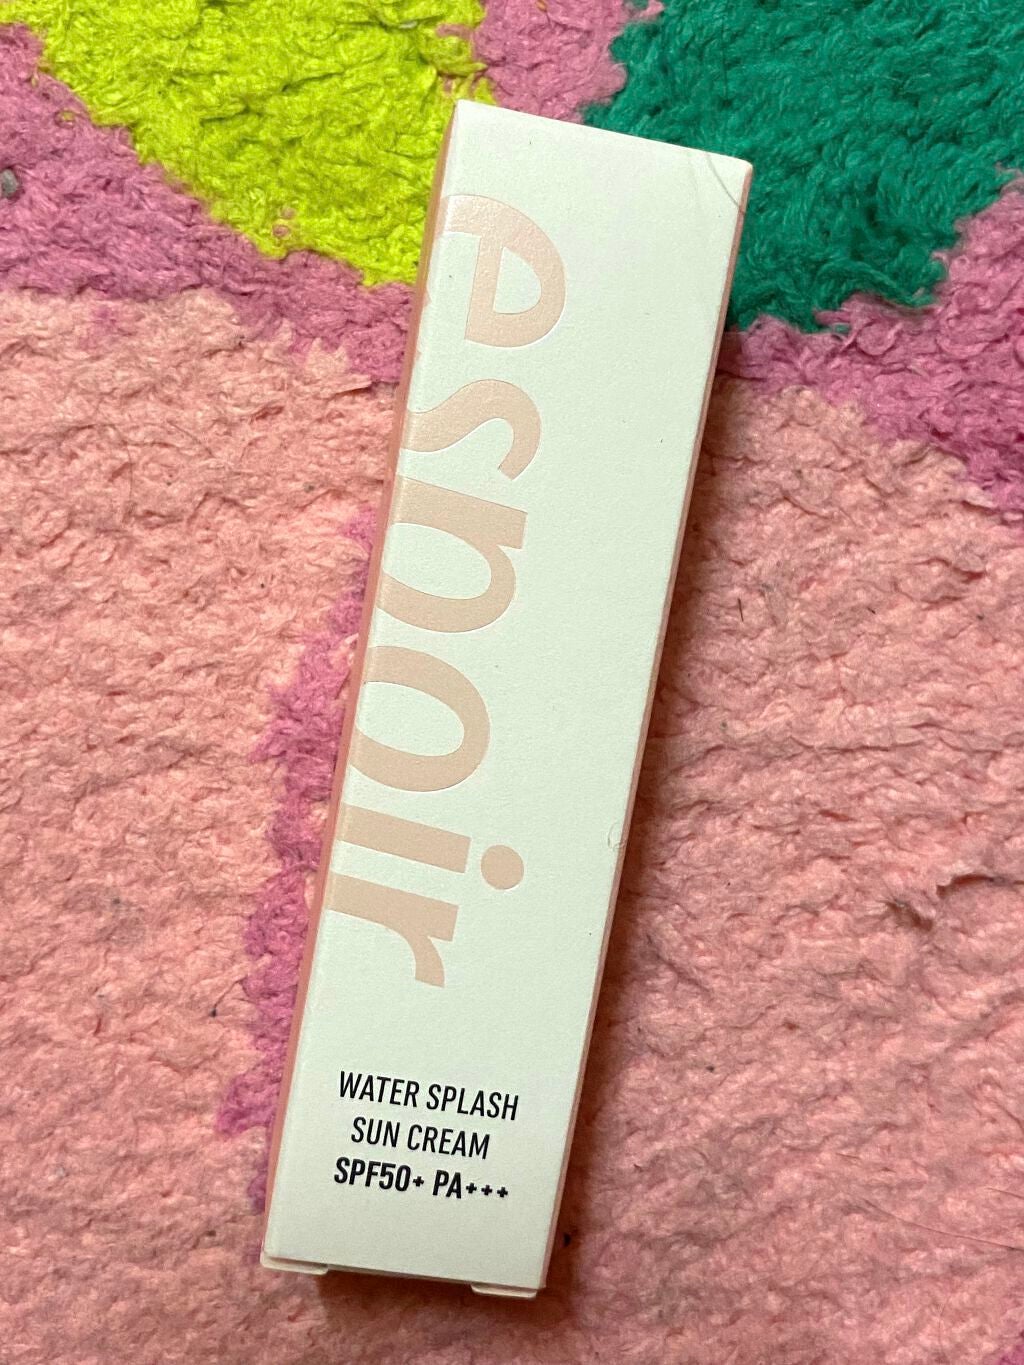 espoir
WATER SPLASH
SUN CREAM
SPF50+ PA+++